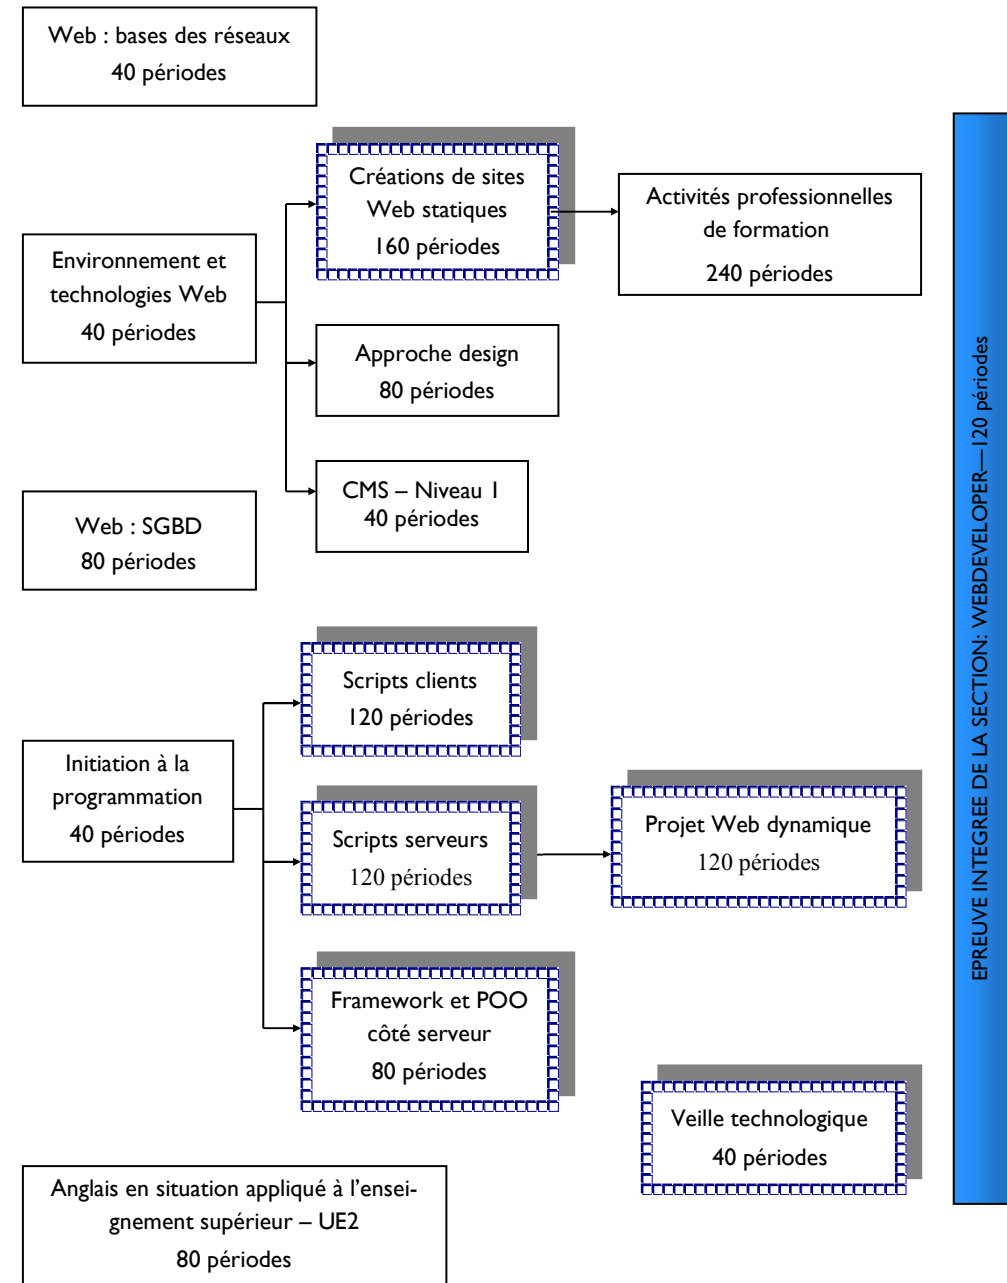 Web : bases des réseaux
40 périodes
Créations de sites
Web statiques
160 périodes
Activités professionnelles
de formation
240 périodes
Environnement et
technologies Web
40 périodes
Approche design
80 périodes
CMS – Niveau 1
40 périodes
Web : SGBD
80 périodes
Scripts clients
120 périodes
Initiation à la
programmation
40 périodes
Scripts serveurs
120 périodes
Projet Web dynamique
120 périodes
Framework et POO
côté serveur
80 périodes
Veille technologique
40 périodes
Anglais en situation appliqué à l’ensei-
gnement supérieur – UE2
80 périodes
EPREUVE INTEGREE DE LA SECTION: WEBDEVELOPER—120 périodes